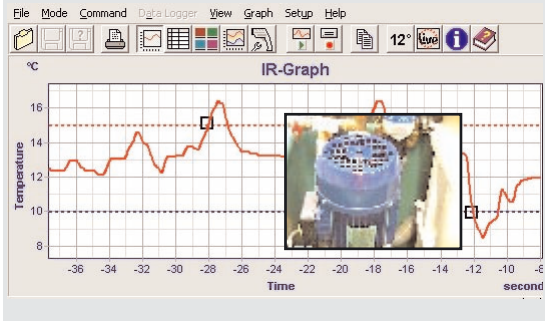 File Mode Command Data Logger View Graph Setup Help
12° live
°C IR-Graph
16
14
12
10
8
Temperature
-36 -34 -32 -30 -28 -26 -24 -22 -20 -18 -16 -14 -12 -10 -8
Time second